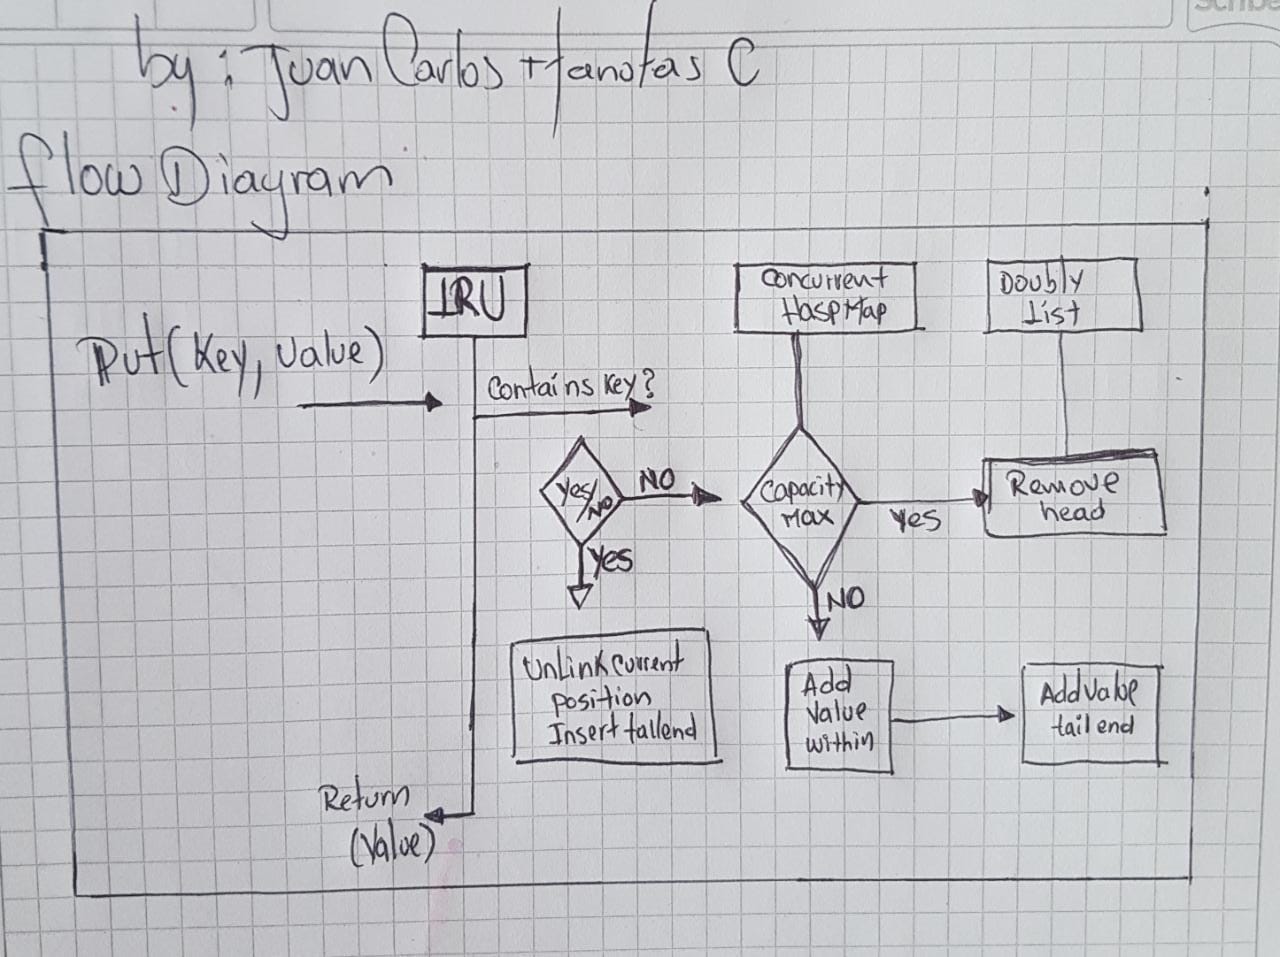 by: Juan Carlos Hanotas C
flow Diagram
LRU
Concurrent
HaspMap
Doubly
List
Put(Key, Value)
Contains Key?
Yes/
No
NO
Capacity
Max
Yes
Remove
head
Yes
NO
UnLink current
position
Insert tailend
Add
Value
within
Add Value
tail end
Return
(Value)